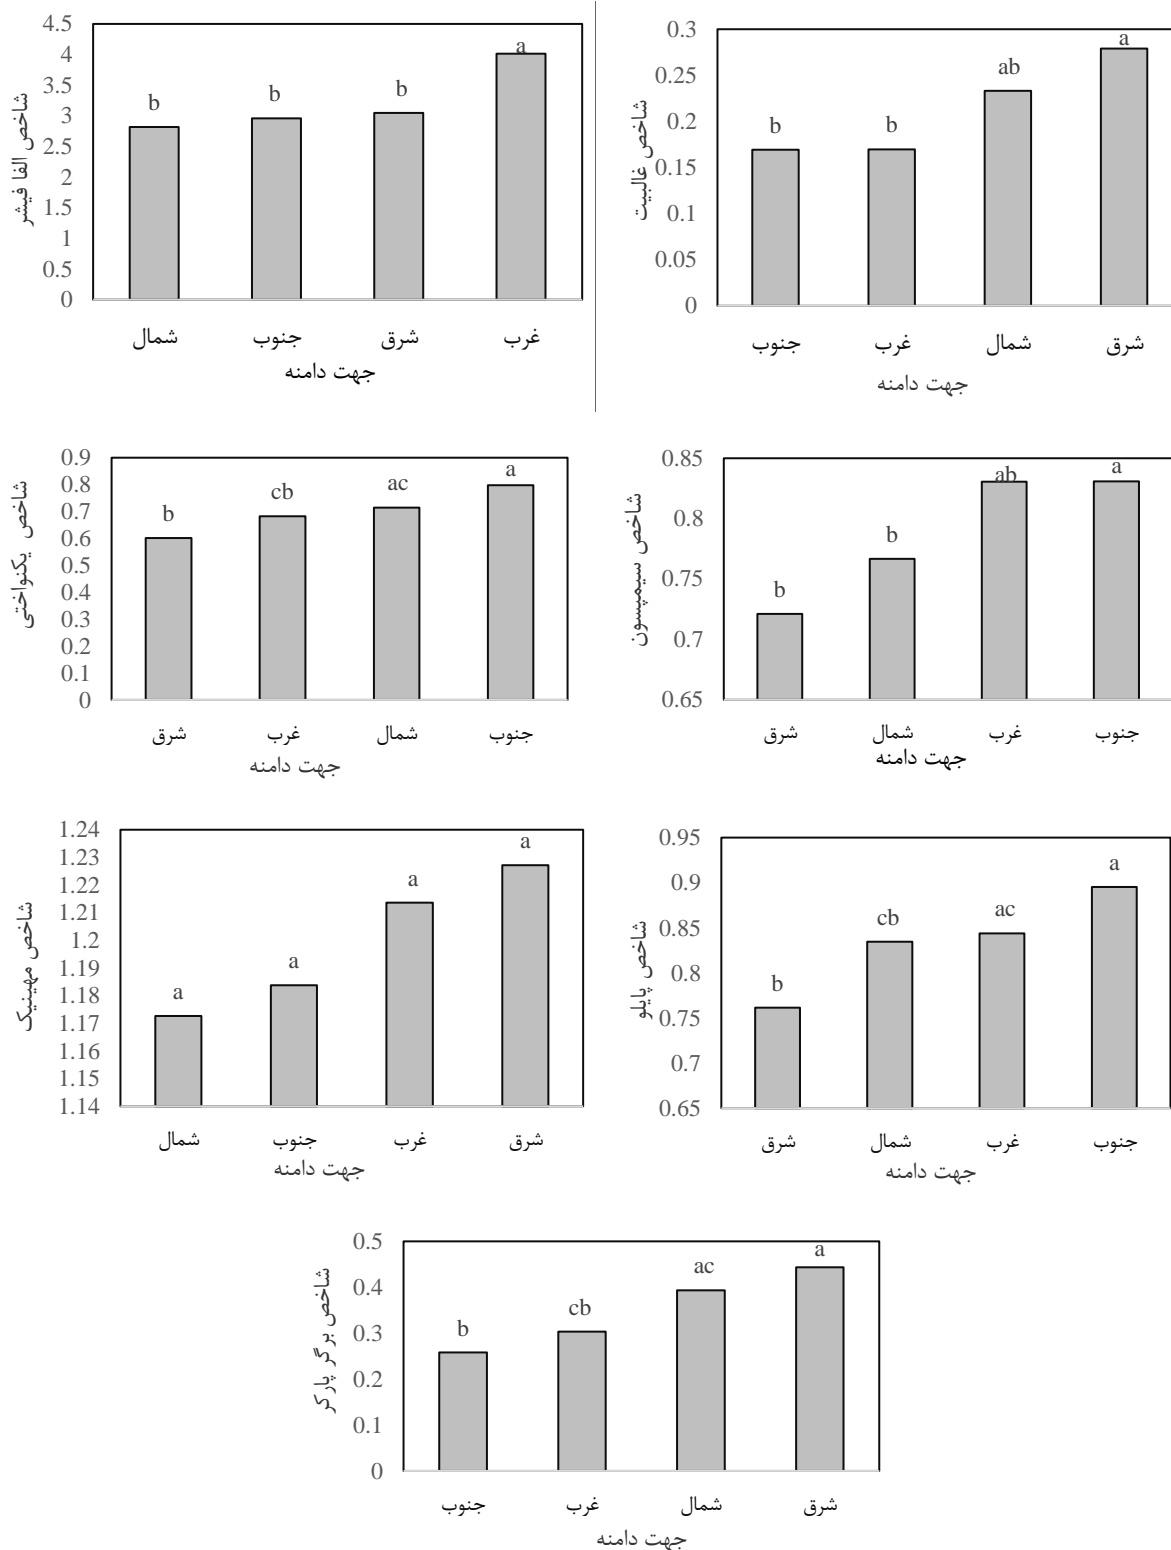 شاخص الفا فیشر
4.5
4
3.5
3
2.5
2
1.5
1
0.5
0
b
b
b
a
شمال
جنوب
شرق
غرب
جهت دامنه
شاخص غالبیت
0.3
0.25
0.2
0.15
0.1
0.05
0
b
b
ab
a
جنوب
غرب
شمال
شرق
جهت دامنه
شاخص یکنواختی
0.9
0.8
0.7
0.6
0.5
0.4
0.3
0.2
0.1
0
b
cb
ac
a
شرق
غرب
شمال
جنوب
جهت دامنه
شاخص سیمپسون
0.85
0.8
0.75
0.7
0.65
b
b
ab
a
شرق
شمال
غرب
جنوب
جهت دامنه
شاخص مهینیک
1.24
1.23
1.22
1.21
1.2
1.19
1.18
1.17
1.16
1.15
1.14
a
a
a
a
شمال
جنوب
غرب
شرق
جهت دامنه
شاخص پایلو
0.95
0.9
0.85
0.8
0.75
0.7
0.65
b
cb
ac
a
شرق
شمال
غرب
جنوب
جهت دامنه
شاخص برگر پارکر
0.5
0.4
0.3
0.2
0.1
0
b
cb
ac
a
جنوب
غرب
شمال
شرق
جهت دامنه